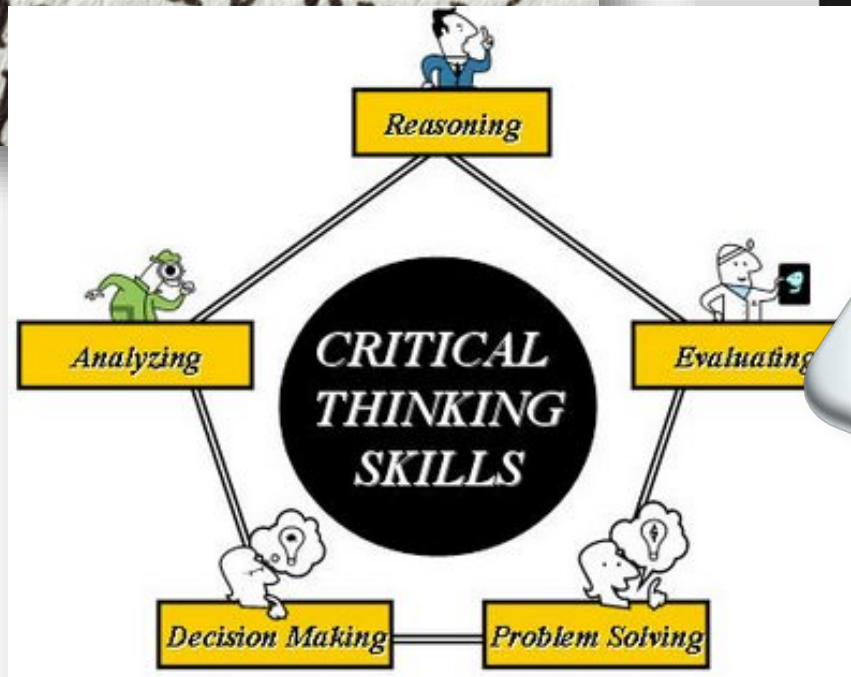 Reasoning
Analyzing
Evaluating
CRITICAL
THINKING
SKILLS
Decision Making
Problem Solving